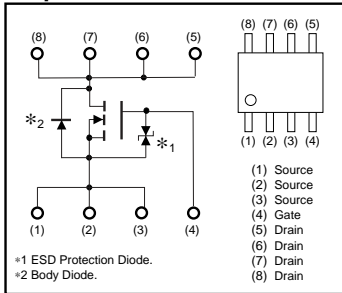 (8) (7) (6) (5)
(8) (7) (6) (5)
∗2
∗1
(1) (2) (3) (4)
(1) Source
(2) Source
(3) Source
(4) Gate
(5) Drain
(6) Drain
(7) Drain
(8) Drain
(1) (2) (3) (4)
∗1 ESD Protection Diode.
∗2 Body Diode.